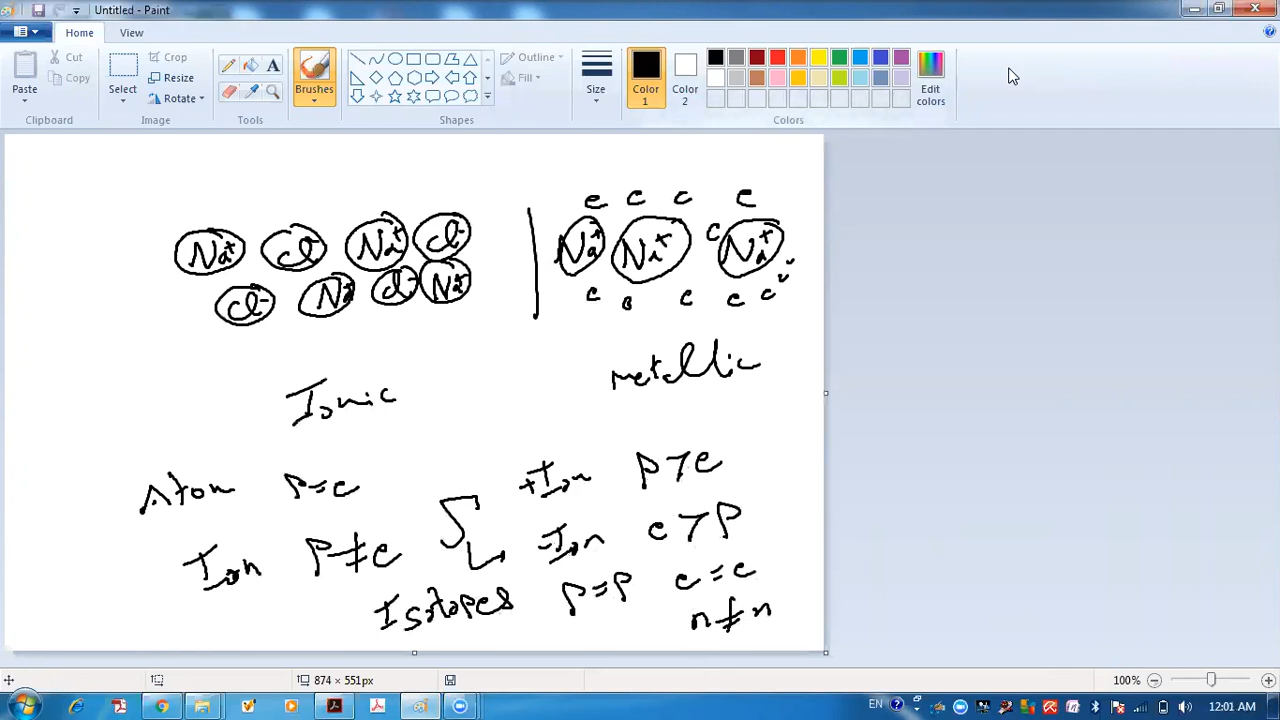 Untitled - Paint
Home View
Paste Cut Copy
Select Crop Resize Rotate
A
Brushes
Outline Fill
Size
Color 1 Color 2
Edit colors
Clipboard Image Tools Shapes Colors
e e e e
Na+ Cl- Na+ Cl- Na+ Na+ e Na+
Cl- Na+ Cl- Na+ e e e e e
metallic
Ionic
Atom p=e +Ion p>e
Ion p≠e -Ion e>p
Isotopes p=p e=e
n≠n
874 × 551px 100%
EN 12:01 AM